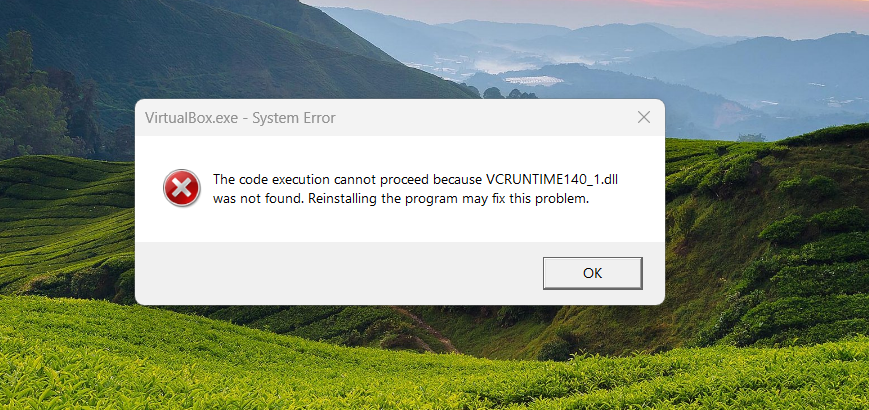 VirtualBox.exe - System Error
The code execution cannot proceed because VCRUNTIME140_1.dll
was not found. Reinstalling the program may fix this problem.
OK